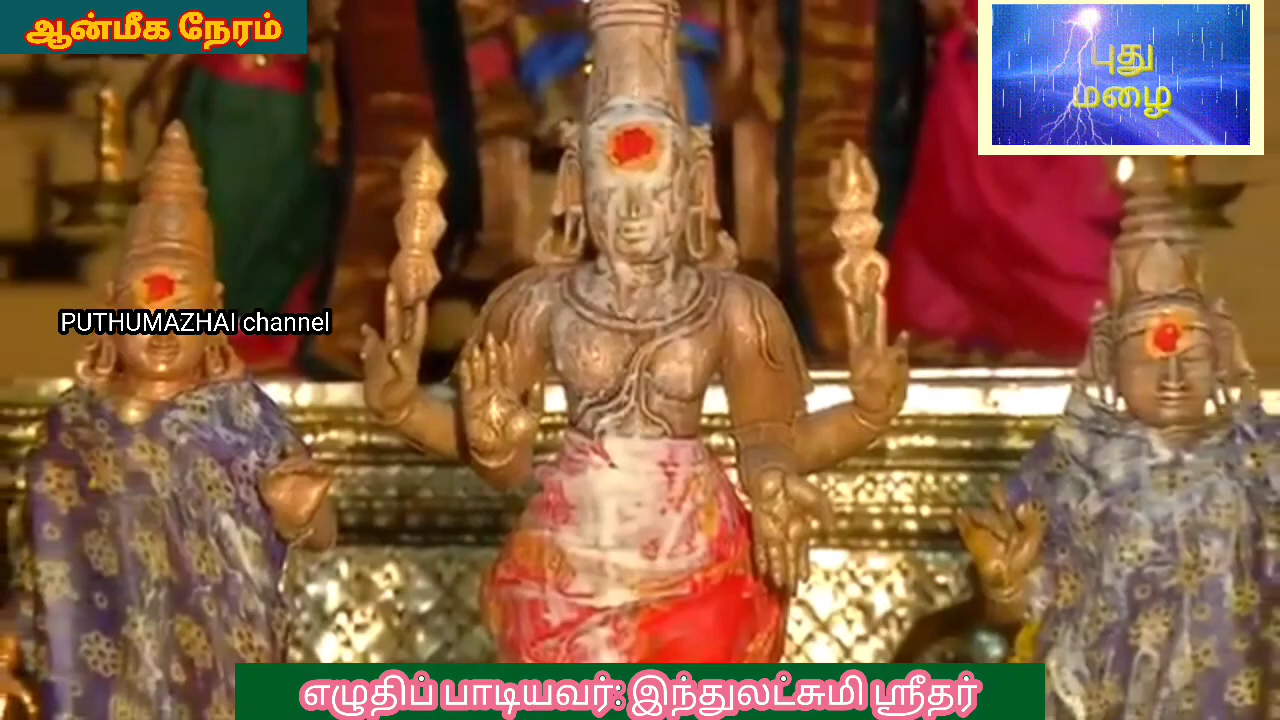 ஆன்மீக நேரம்
புது
மழை
PUTHUMAZHAI channel
எழுதிப் பாடியவர்: இந்துலட்சுமி ஸ்ரீதர்